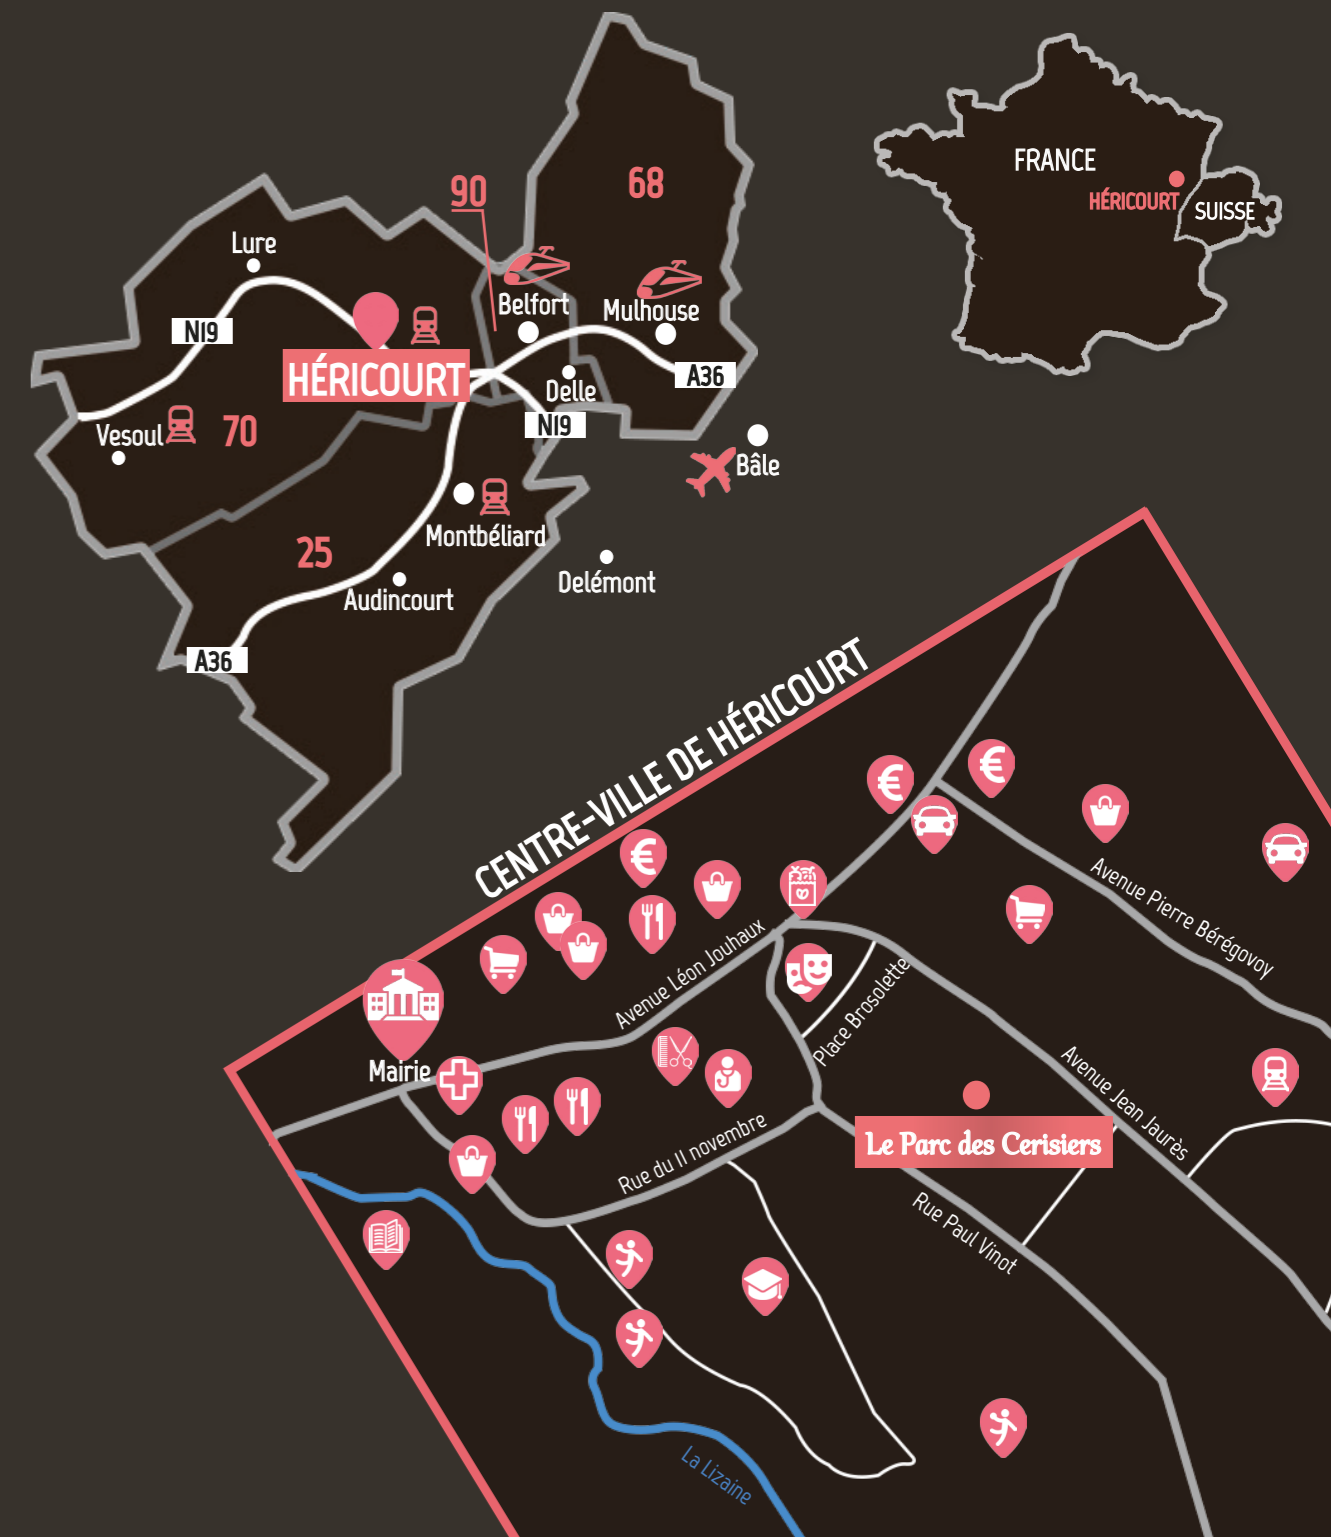 FRANCE
HÉRICOURT
SUISSE
90
68
Lure
Belfort
Mulhouse
N19
HÉRICOURT
A36
Delle
N19
Vesoul
70
Bâle
Montbéliard
25
Audincourt
Delémont
A36
CENTRE-VILLE DE HÉRICOURT
€
€
€
Avenue Pierre Bérégovoy
Avenue Léon Jouhaux
Place Brosolette
Mairie
Avenue Jean Jaurès
Le Parc des Cerisiers
Rue du 11 novembre
Rue Paul Vinot
La Lizaine